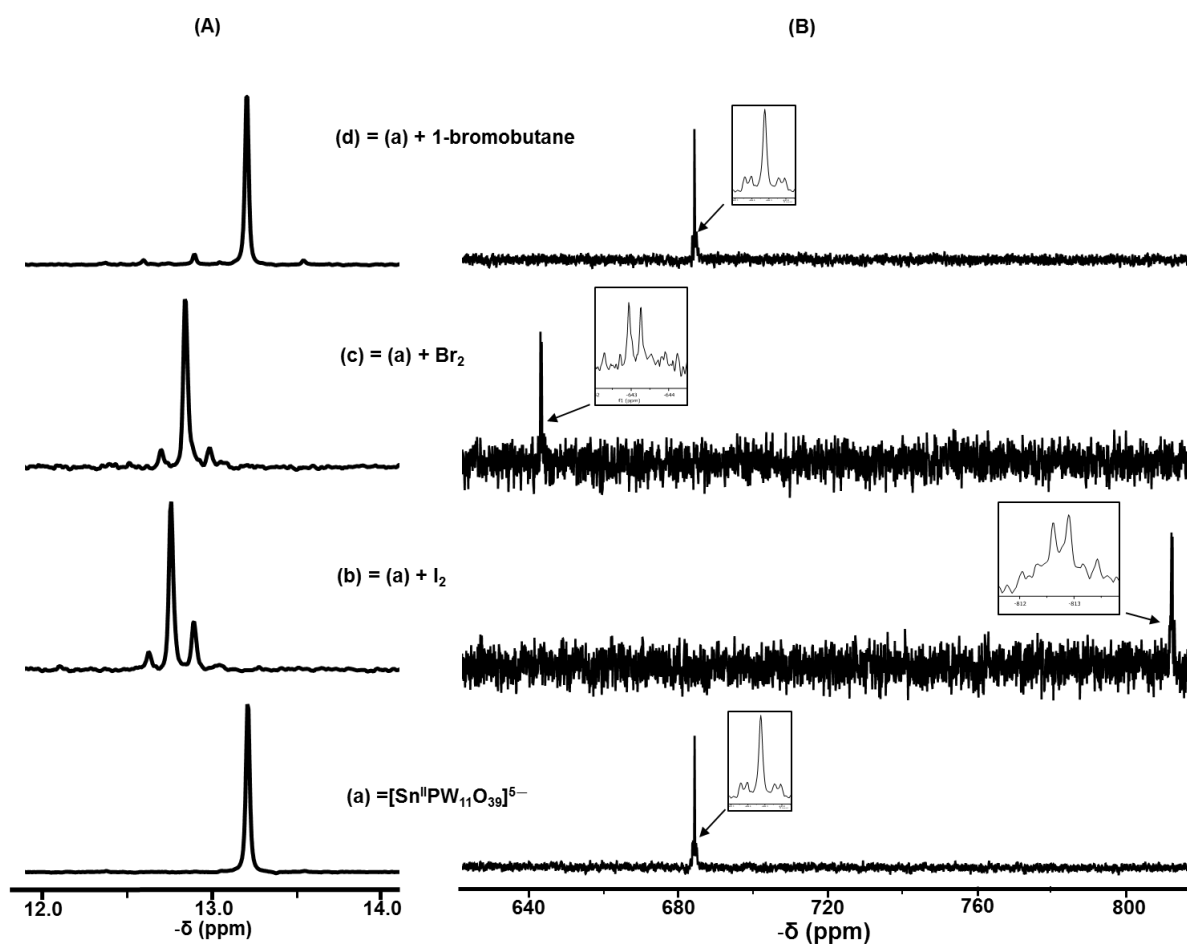 (A)
(B)
(d) = (a) + 1-bromobutane
(c) = (a) + Br₂
-643
-644
f1 (ppm)
(b) = (a) + I₂
-812
-813
(a) =[SnᴵᴵPW₁₁O₃₉]⁵⁻
12.0
13.0
14.0
-δ (ppm)
640
680
720
760
800
-δ (ppm)